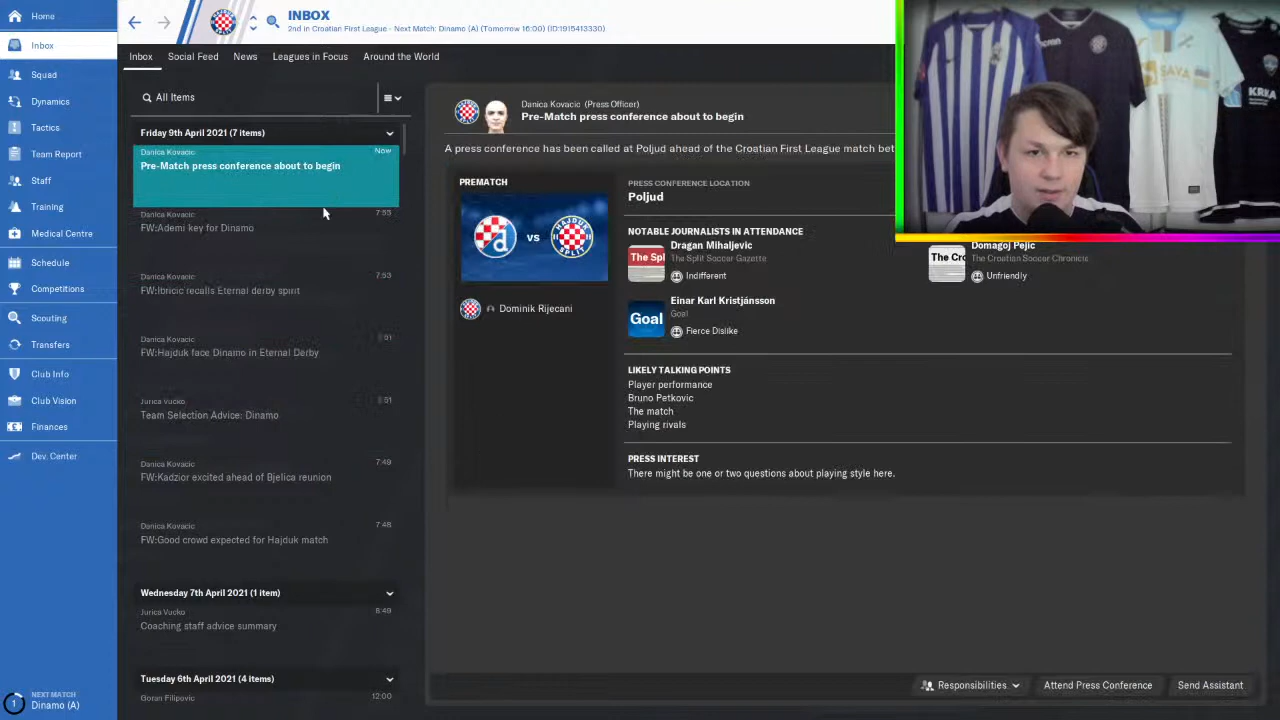 Home
Inbox
Squad
Dynamics
Tactics
Team Report
Staff
Training
Medical Centre
Schedule
Competitions
Scouting
Transfers
Club Info
Club Vision
Finances
Dev. Center
1
NEXT MATCH
Dinamo (A)
INBOX
2nd in Croatian First League - Next Match: Dinamo (A) (Tomorrow 16:00) (ID:1915413330)
Inbox Social Feed News Leagues in Focus Around the World
All Items
Friday 9th April 2021 (7 items)
Danica Kovacic Now
Pre-Match press conference about to begin
Danica Kovacic 7:55
FW:Ademi key for Dinamo
Danica Kovacic 7:53
FW:Ibricic recalls Eternal derby spirit
Danica Kovacic
FW:Hajduk face Dinamo in Eternal Derby
Jurica Vucko
Team Selection Advice: Dinamo
Danica Kovacic 7:49
FW:Kadzior excited ahead of Bjelica reunion
Danica Kovacic 7:48
FW:Good crowd expected for Hajduk match
Wednesday 7th April 2021 (1 item)
Jurica Vucko 8:49
Coaching staff advice summary
Tuesday 6th April 2021 (4 items)
Goran Filipovic 12:00
Danica Kovacic (Press Officer)
Pre-Match press conference about to begin
A press conference has been called at Poljud ahead of the Croatian First League match bet
PREMATCH
VS
Dominik Rijecani
PRESS CONFERENCE LOCATION
Poljud
NOTABLE JOURNALISTS IN ATTENDANCE
The Spl
Dragan Mihaljevic
The Split Soccer Gazette
Indifferent
The Cro
Domagoj Pejic
The Croatian Soccer Chronicle
Unfriendly
Goal
Einar Karl Kristjánsson
Goal
Fierce Dislike
LIKELY TALKING POINTS
Player performance
Bruno Petkovic
The match
Playing rivals
PRESS INTEREST
There might be one or two questions about playing style here.
Responsibilities Attend Press Conference Send Assistant
SAYA
KRKA